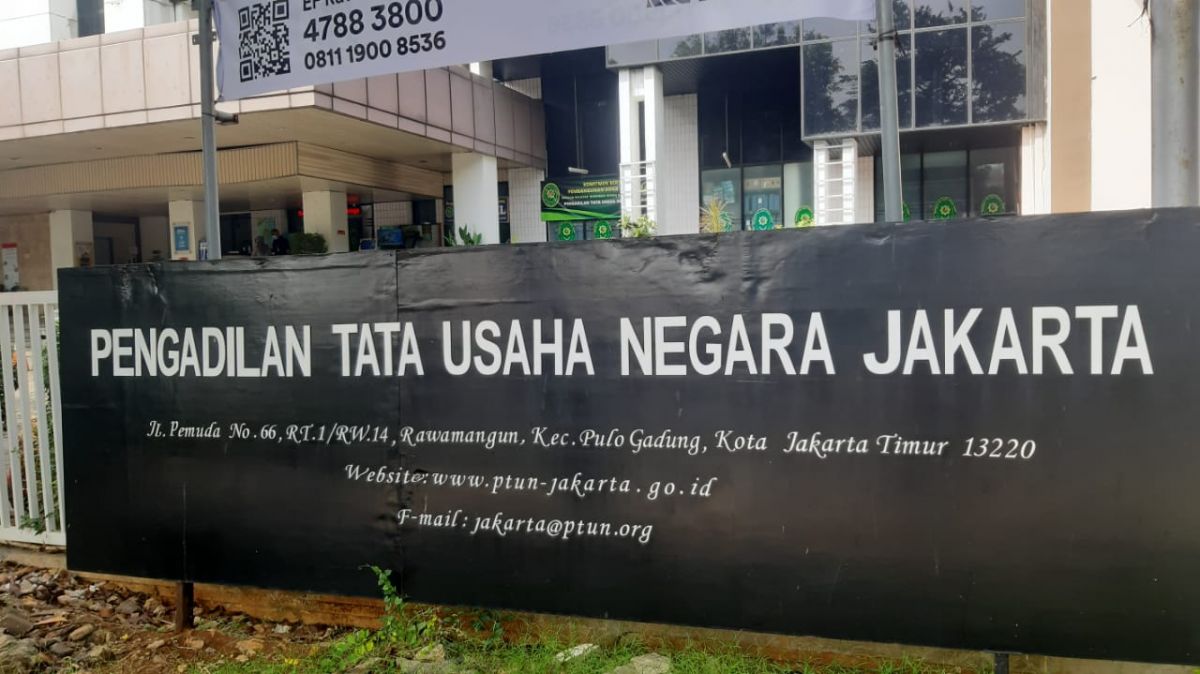 4788 3800
0811 1900 8536
PENGADILAN TATA USAHA NEGARA JAKARTA
Jl. Pemuda No. 66, RT.1/RW.14, Rawamangun, Kec. Pulo Gadung, Kota Jakarta Timur 13220
Website: www.ptun-jakarta.go.id
E-mail : jakarta@ptun.org